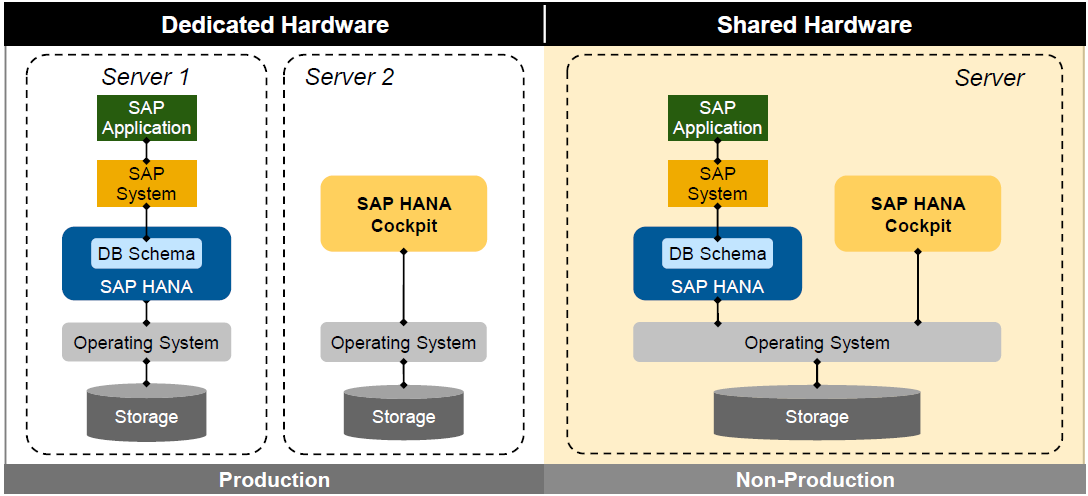 Dedicated Hardware
Shared Hardware
Server 1
SAP
Application
SAP
System
DB Schema
SAP HANA
Operating System
Storage
Server 2
SAP HANA
Cockpit
Operating System
Storage
Server
SAP
Application
SAP
System
DB Schema
SAP HANA
SAP HANA
Cockpit
Operating System
Storage
Production
Non-Production